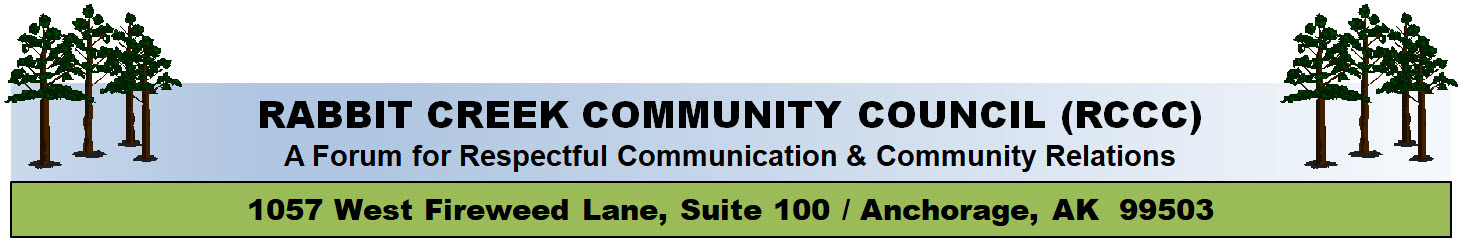 RABBIT CREEK COMMUNITY COUNCIL (RCCC)
A Forum for Respectful Communication & Community Relations
1057 West Fireweed Lane, Suite 100 / Anchorage, AK  99503